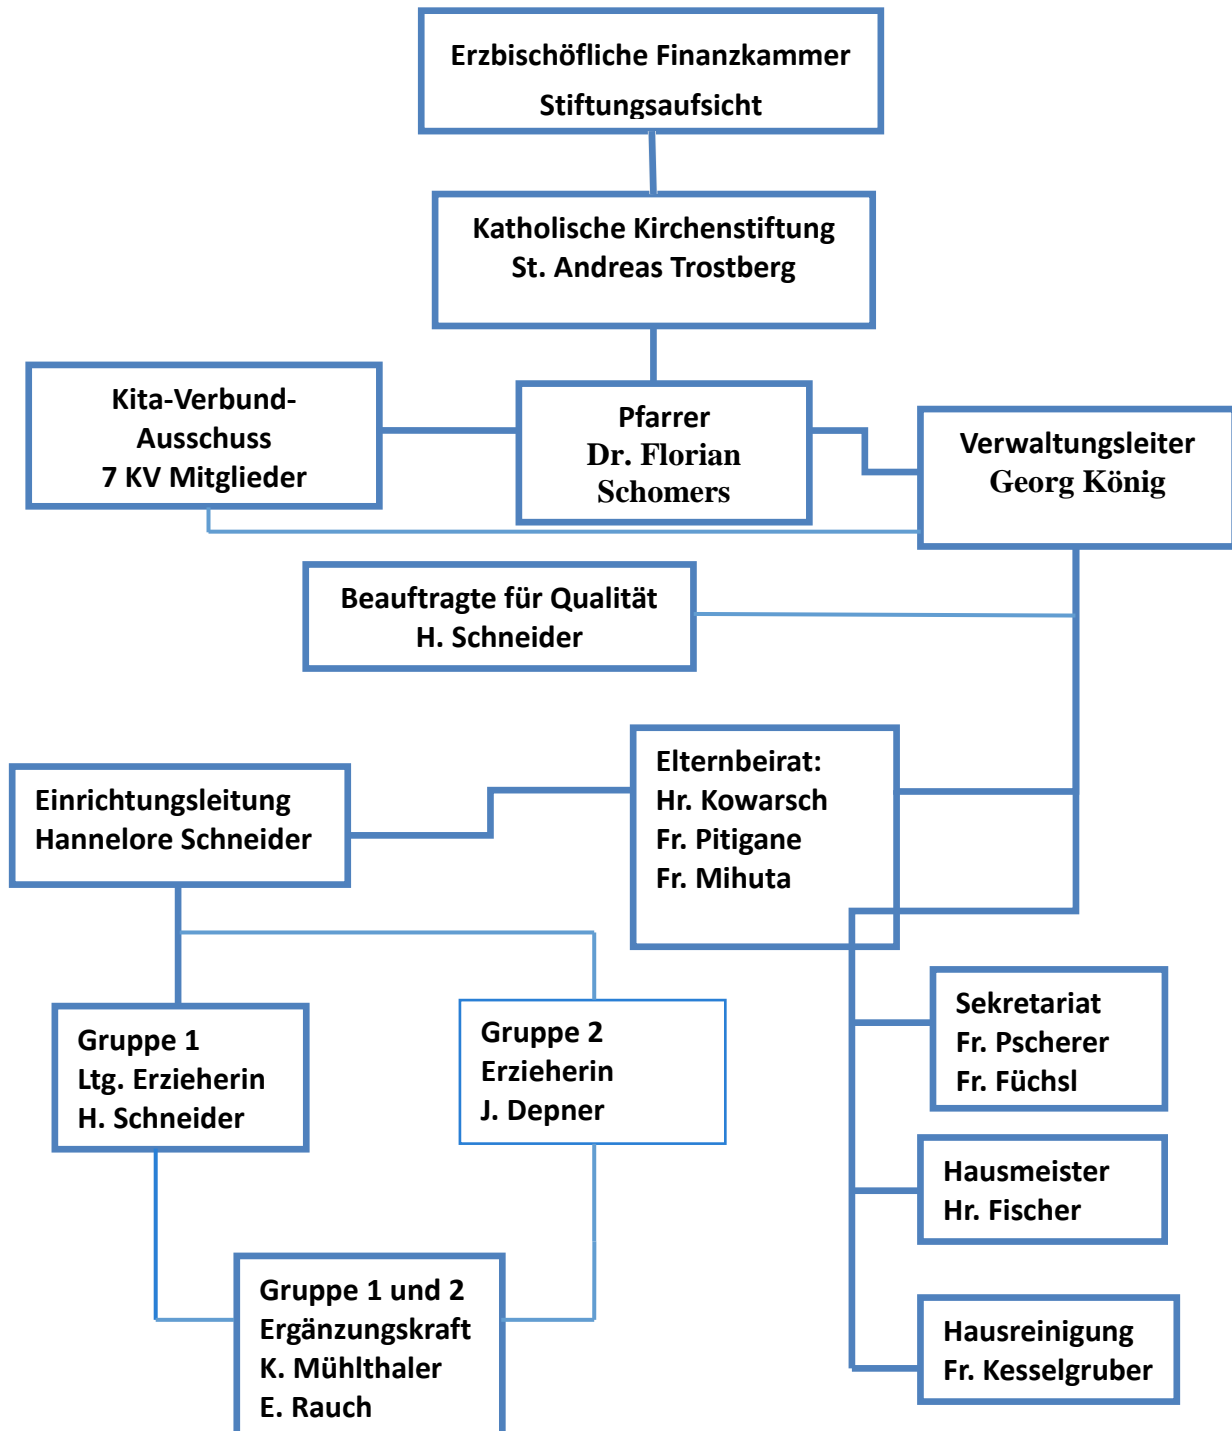 Erzbischöfliche Finanzkammer
Stiftungsaufsicht
Katholische Kirchenstiftung
St. Andreas Trostberg
Kita-Verbund-
Ausschuss
7 KV Mitglieder
Pfarrer
Dr. Florian
Schomers
Verwaltungsleiter
Georg König
Beauftragte für Qualität
H. Schneider
Einrichtungsleitung
Hannelore Schneider
Elternbeirat:
Hr. Kowarsch
Fr. Pitigane
Fr. Mihuta
Gruppe 1
Ltg. Erzieherin
H. Schneider
Gruppe 2
Erzieherin
J. Depner
Sekretariat
Fr. Pscherer
Fr. Füchsl
Hausmeister
Hr. Fischer
Gruppe 1 und 2
Ergänzungskraft
K. Mühlthaler
E. Rauch
Hausreinigung
Fr. Kesselgruber